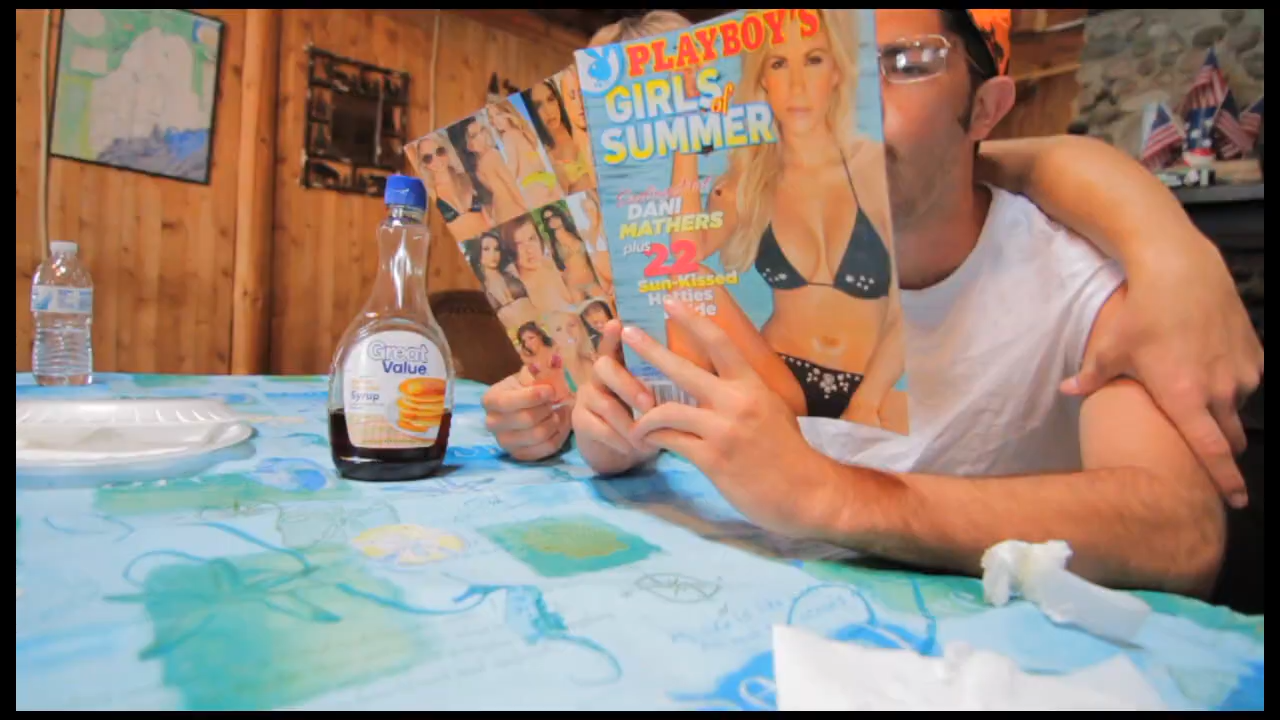 PLAYBOY'S
GIRLS of
SUMMER
DANI
MATHERS
plus
22
Sun-Kissed
Hotties
Great
Value
Syrup